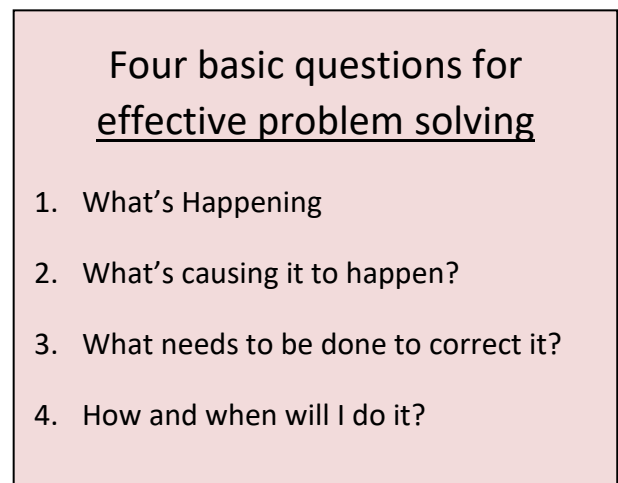 Four basic questions for
effective problem solving
1. What’s Happening
2. What’s causing it to happen?
3. What needs to be done to correct it?
4. How and when will I do it?